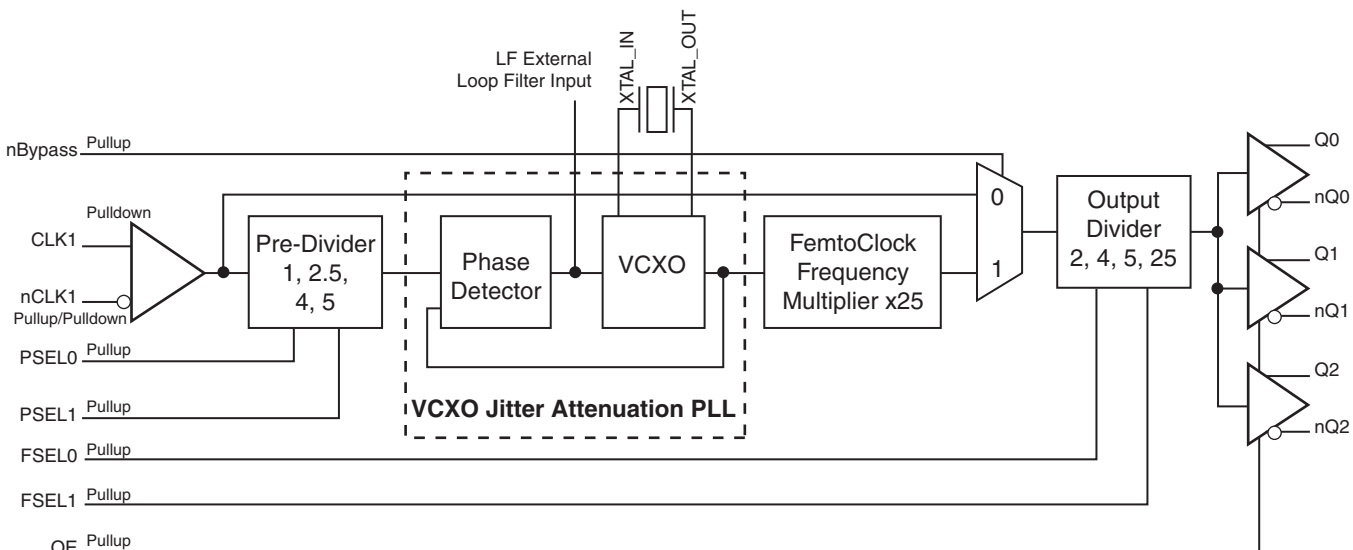 LF External
Loop Filter Input
XTAL_IN
XTAL_OUT
nBypass Pullup
Pulldown
CLK1
nCLK1
Pullup/Pulldown
Pre-Divider
1, 2.5,
4, 5
Phase
Detector
VCXO
FemtoClock
Frequency
Multiplier x25
0
1
Output
Divider
2, 4, 5, 25
Q0
nQ0
Q1
nQ1
Q2
nQ2
VCXO Jitter Attenuation PLL
PSEL0 Pullup
PSEL1 Pullup
FSEL0 Pullup
FSEL1 Pullup
OE Pullup